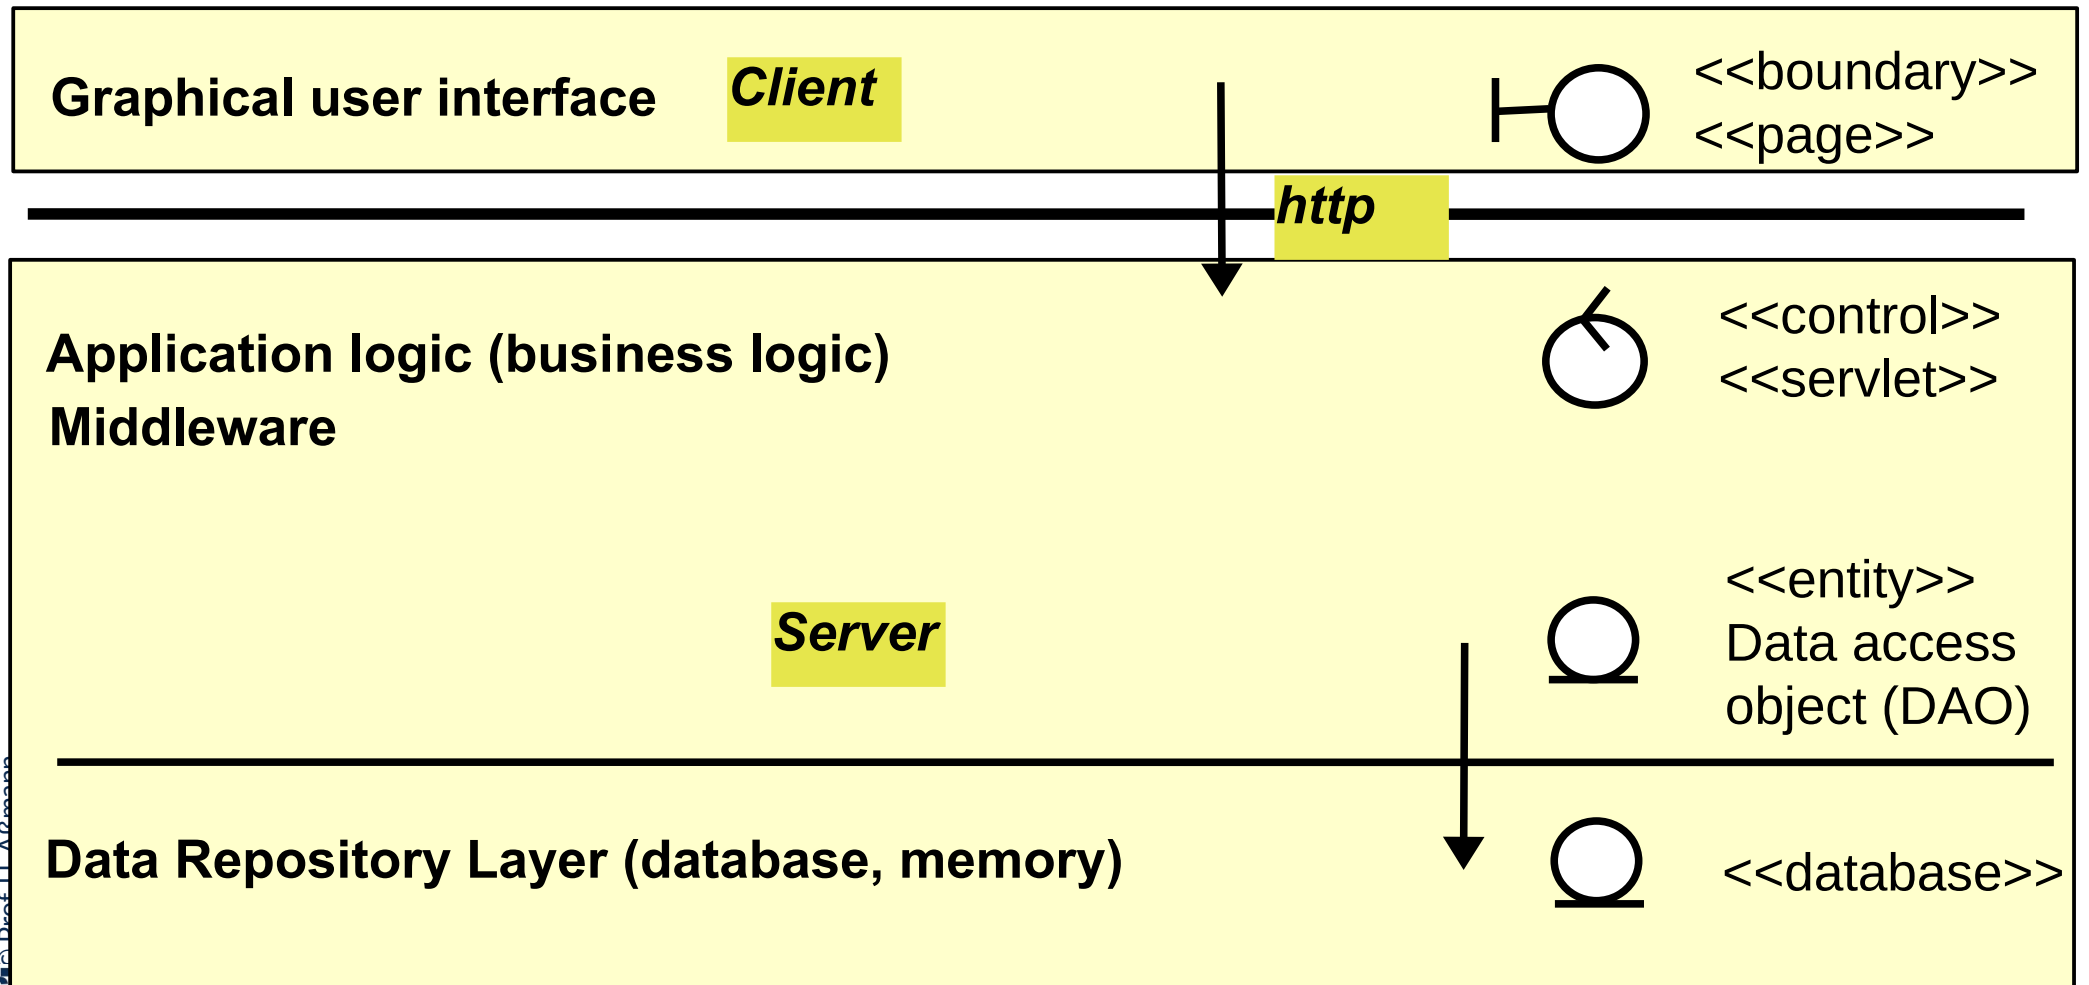 Graphical user interface
Client
<<boundary>>
<<page>>
http
Application logic (business logic)
Middleware
<<control>>
<<servlet>>
Server
<<entity>>
Data access
object (DAO)
Data Repository Layer (database, memory)
<<database>>